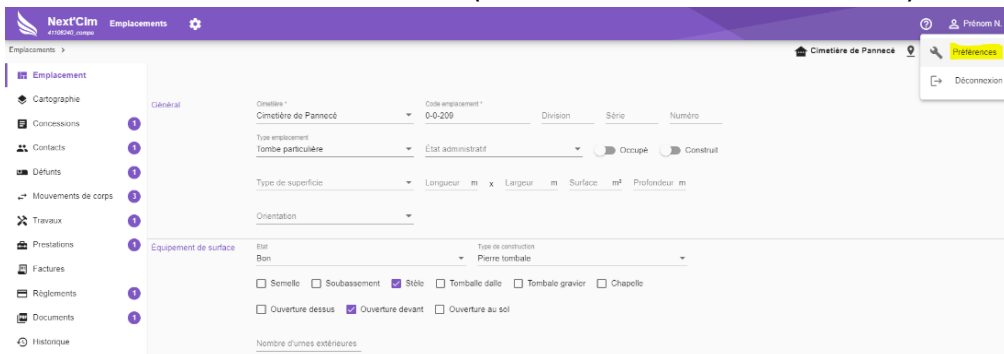 Next'Cim Emplacements Prénom N.
41108240_compo
Emplacements > Cimetière de Pannecé Préférences
Déconnexion
Emplacement
Cartographie
Concessions 1
Contacts 1
Défunts 1
Mouvements de corps 3
Travaux 1
Prestations 1
Factures
Règlements 1
Documents 1
Historique
Général
Cimetière * Code emplacement *
Cimetière de Pannecé 0-0-209 Division Série Numéro
Type emplacement
Tombe particulière État administratif Occupé Construit
Type de superficie Longueur m x Largeur m Surface m² Profondeur m
Orientation
Équipement de surface
Etat Type de construction
Bon Pierre tombale
Semelle Soubassement Stèle Tomballe dalle Tombale gravier Chapelle
Ouverture dessus Ouverture devant Ouverture au sol
Nombre d'urnes extérieures